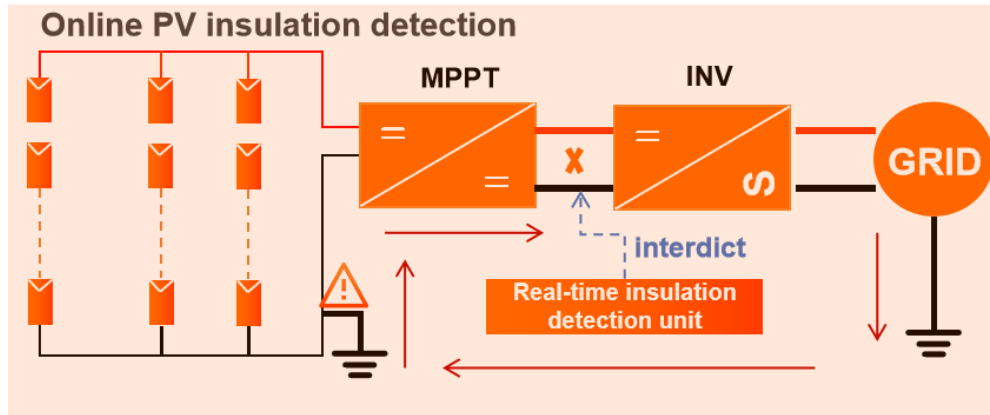 Online PV insulation detection
MPPT
INV
GRID
X
interdict
Real-time insulation
detection unit